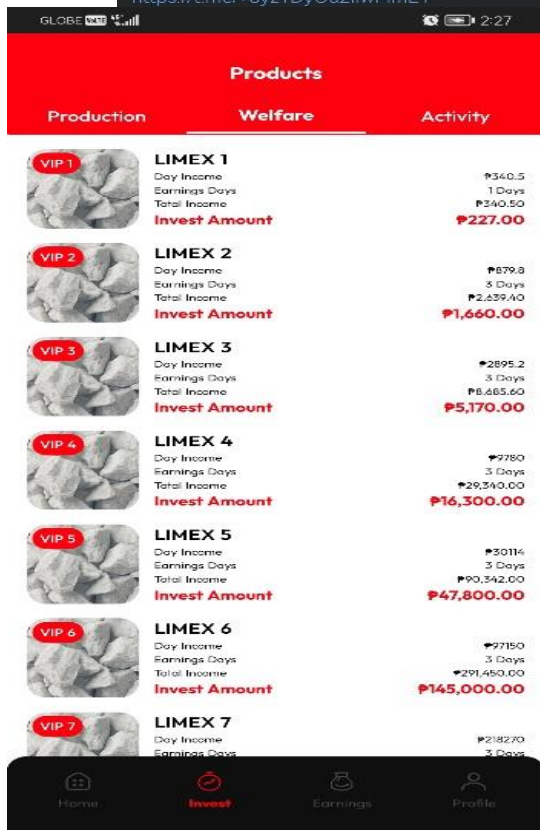 GLOBE VoLTE 2:27
Products
Production Welfare Activity
VIP 1
LIMEX 1
Day Income ₱340.5
Earnings Days 1 Days
Total Income ₱340.50
Invest Amount ₱227.00
VIP 2
LIMEX 2
Day Income ₱879.8
Earnings Days 3 Days
Total Income ₱2,639.40
Invest Amount ₱1,660.00
VIP 3
LIMEX 3
Day Income ₱2895.2
Earnings Days 3 Days
Total Income ₱8,685.60
Invest Amount ₱5,170.00
VIP 4
LIMEX 4
Day Income ₱9780
Earnings Days 3 Days
Total Income ₱29,340.00
Invest Amount ₱16,300.00
VIP 5
LIMEX 5
Day Income ₱30114
Earnings Days 3 Days
Total Income ₱90,342.00
Invest Amount ₱47,800.00
VIP 6
LIMEX 6
Day Income ₱97150
Earnings Days 3 Days
Total Income ₱291,450.00
Invest Amount ₱145,000.00
VIP 7
LIMEX 7
Day Income ₱218270
Earnings Days 3 Days
Home Invest Earnings Profile